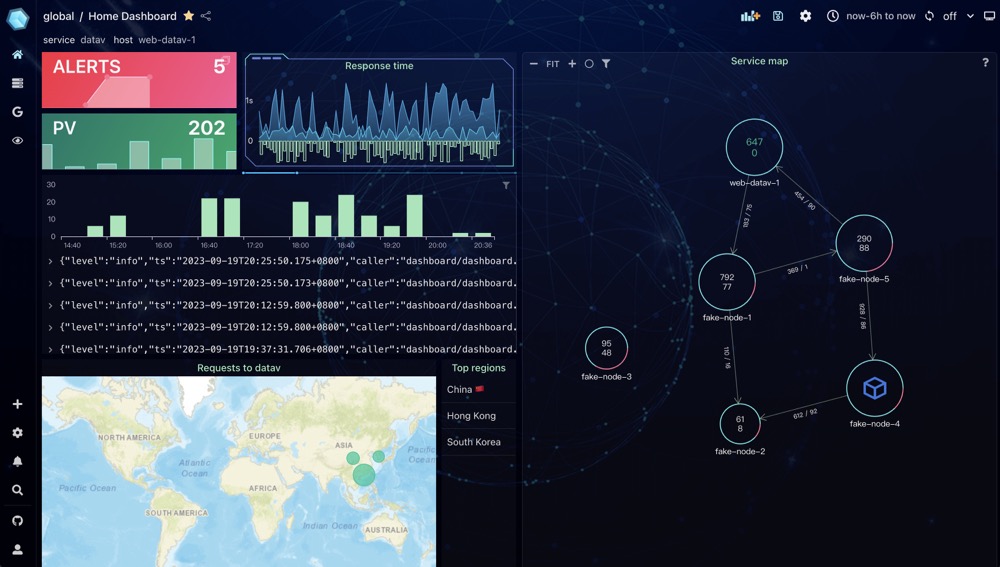 global / Home Dashboard
now-6h to now
off
service datav host web-datav-1
ALERTS 5
PV 202
Response time
1s
0
30
20
10
0
14:40 15:20 16:00 16:40 17:20 18:00 18:40 19:20 20:00 20:36
{"level":"info","ts":"2023-09-19T20:25:50.175+0800","caller":"dashboard/dashboard.
{"level":"info","ts":"2023-09-19T20:25:50.173+0800","caller":"dashboard/dashboard.
{"level":"info","ts":"2023-09-19T20:12:59.800+0800","caller":"dashboard/dashboard.
{"level":"info","ts":"2023-09-19T20:12:59.800+0800","caller":"dashboard/dashboard.
{"level":"info","ts":"2023-09-19T19:37:31.706+0800","caller":"dashboard/dashboard.
Requests to datav
NORTH AMERICA
EUROPE
ASIA
Atlantic
Ocean
Pacific Ocean
Pacific
Ocean
AFRICA
SOUTH AMERICA
Indian Ocean
AUSTRALIA
Top regions
China
Hong Kong
South Korea
FIT
Service map
?
647
0
web-datav-1
183 / 75
454 / 90
290
88
fake-node-5
792
77
fake-node-1
369 / 1
928 / 86
95
48
fake-node-3
110 / 16
fake-node-4
612 / 92
61
8
fake-node-2